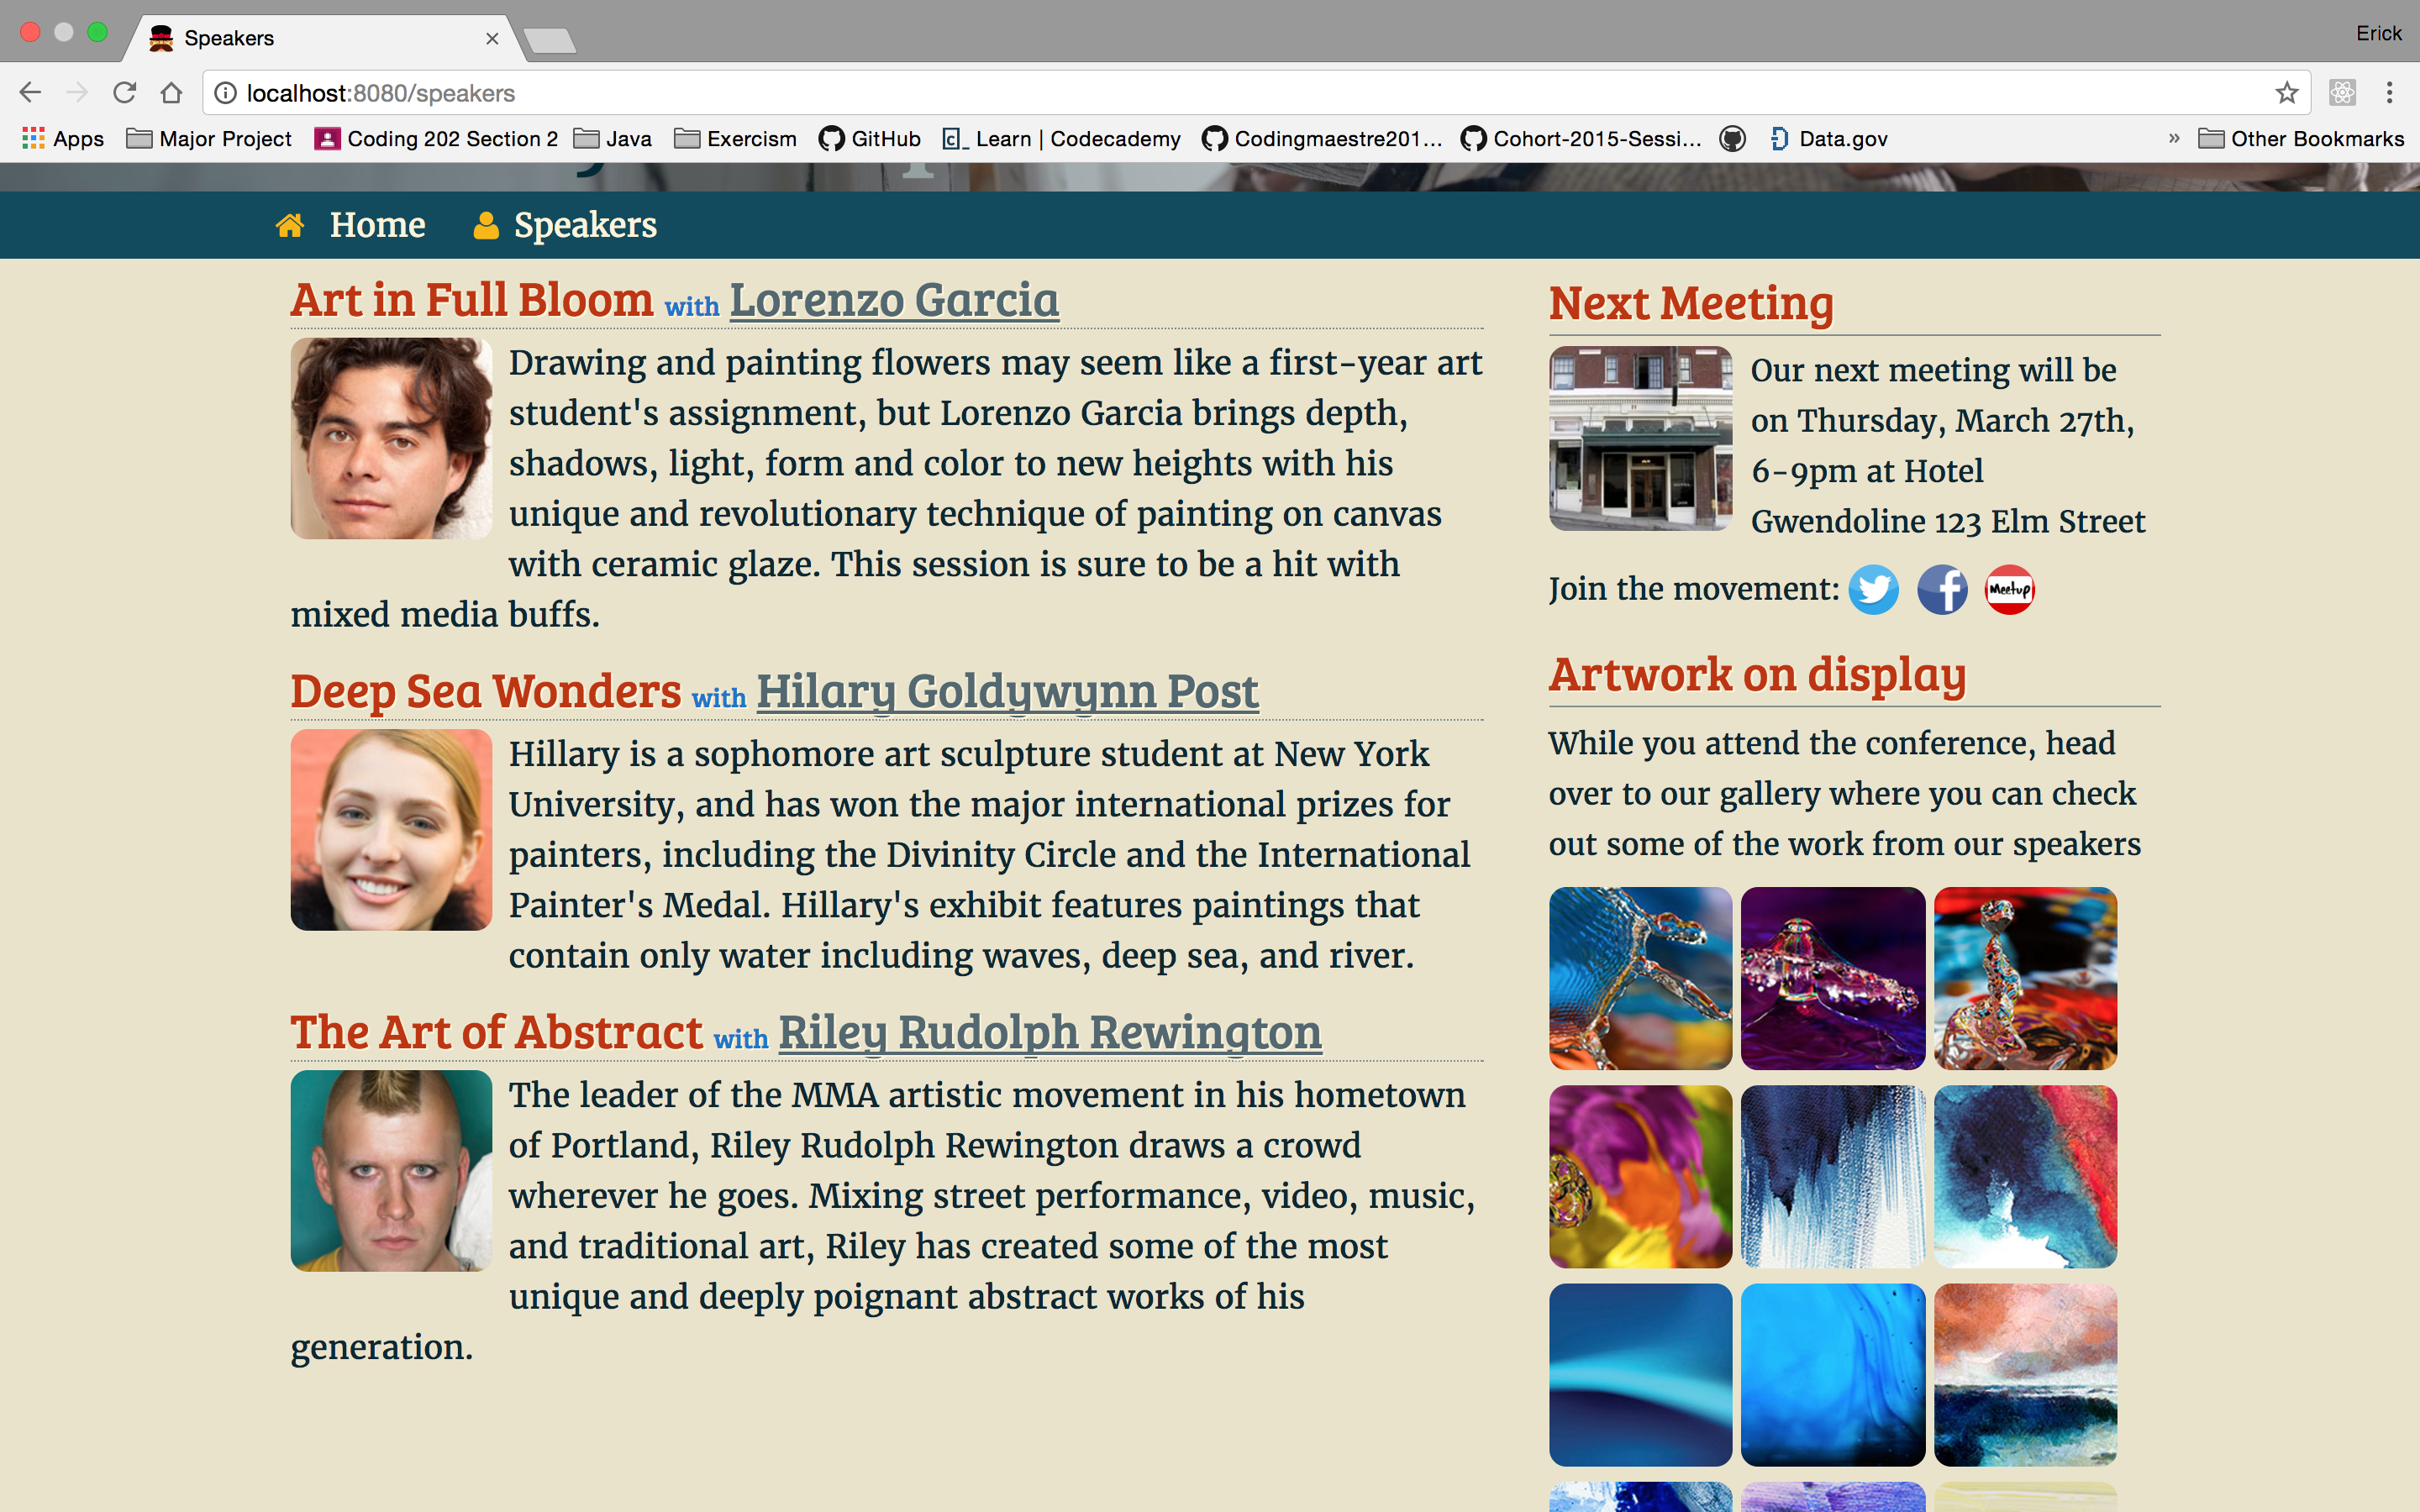 Speakers
Erick
localhost:8080/speakers
Apps Major Project Coding 202 Section 2 Java Exercism GitHub Learn | Codecademy Codingmaestre201... Cohort-2015-Sessi... Data.gov » Other Bookmarks
Home Speakers
Art in Full Bloom with Lorenzo Garcia
Drawing and painting flowers may seem like a first-year art
student's assignment, but Lorenzo Garcia brings depth,
shadows, light, form and color to new heights with his
unique and revolutionary technique of painting on canvas
with ceramic glaze. This session is sure to be a hit with
mixed media buffs.
Deep Sea Wonders with Hilary Goldywynn Post
Hillary is a sophomore art sculpture student at New York
University, and has won the major international prizes for
painters, including the Divinity Circle and the International
Painter's Medal. Hillary's exhibit features paintings that
contain only water including waves, deep sea, and river.
The Art of Abstract with Riley Rudolph Rewington
The leader of the MMA artistic movement in his hometown
of Portland, Riley Rudolph Rewington draws a crowd
wherever he goes. Mixing street performance, video, music,
and traditional art, Riley has created some of the most
unique and deeply poignant abstract works of his
generation.
Next Meeting
Our next meeting will be
on Thursday, March 27th,
6-9pm at Hotel
Gwendoline 123 Elm Street
Join the movement:
Meetup
Artwork on display
While you attend the conference, head
over to our gallery where you can check
out some of the work from our speakers